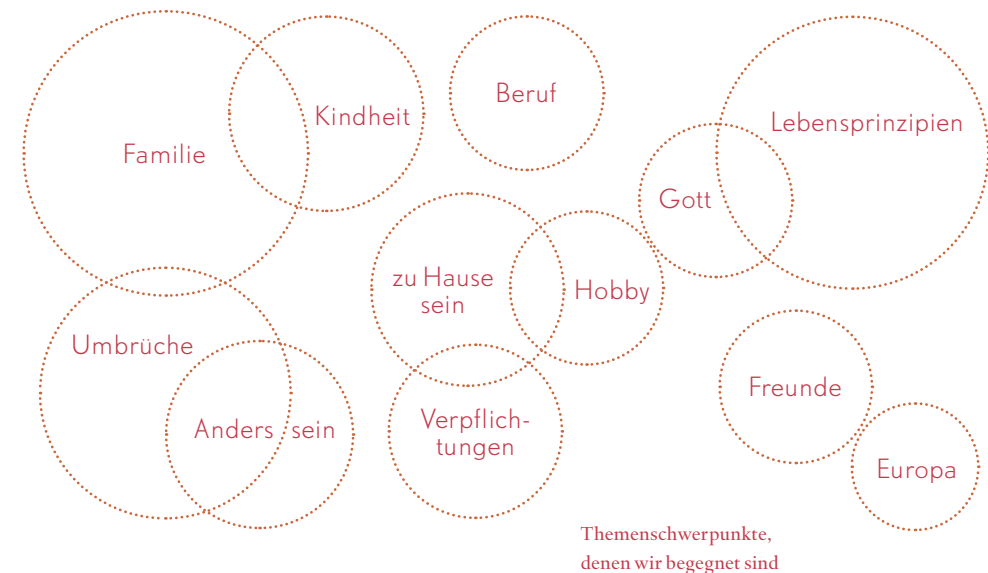 Familie
Kindheit
Beruf
Gott
Lebensprinzipien
zu Hause
sein
Hobby
Umbrüche
Anders sein
Verpflich-
tungen
Freunde
Europa
Themenschwerpunkte,
denen wir begegnet sind